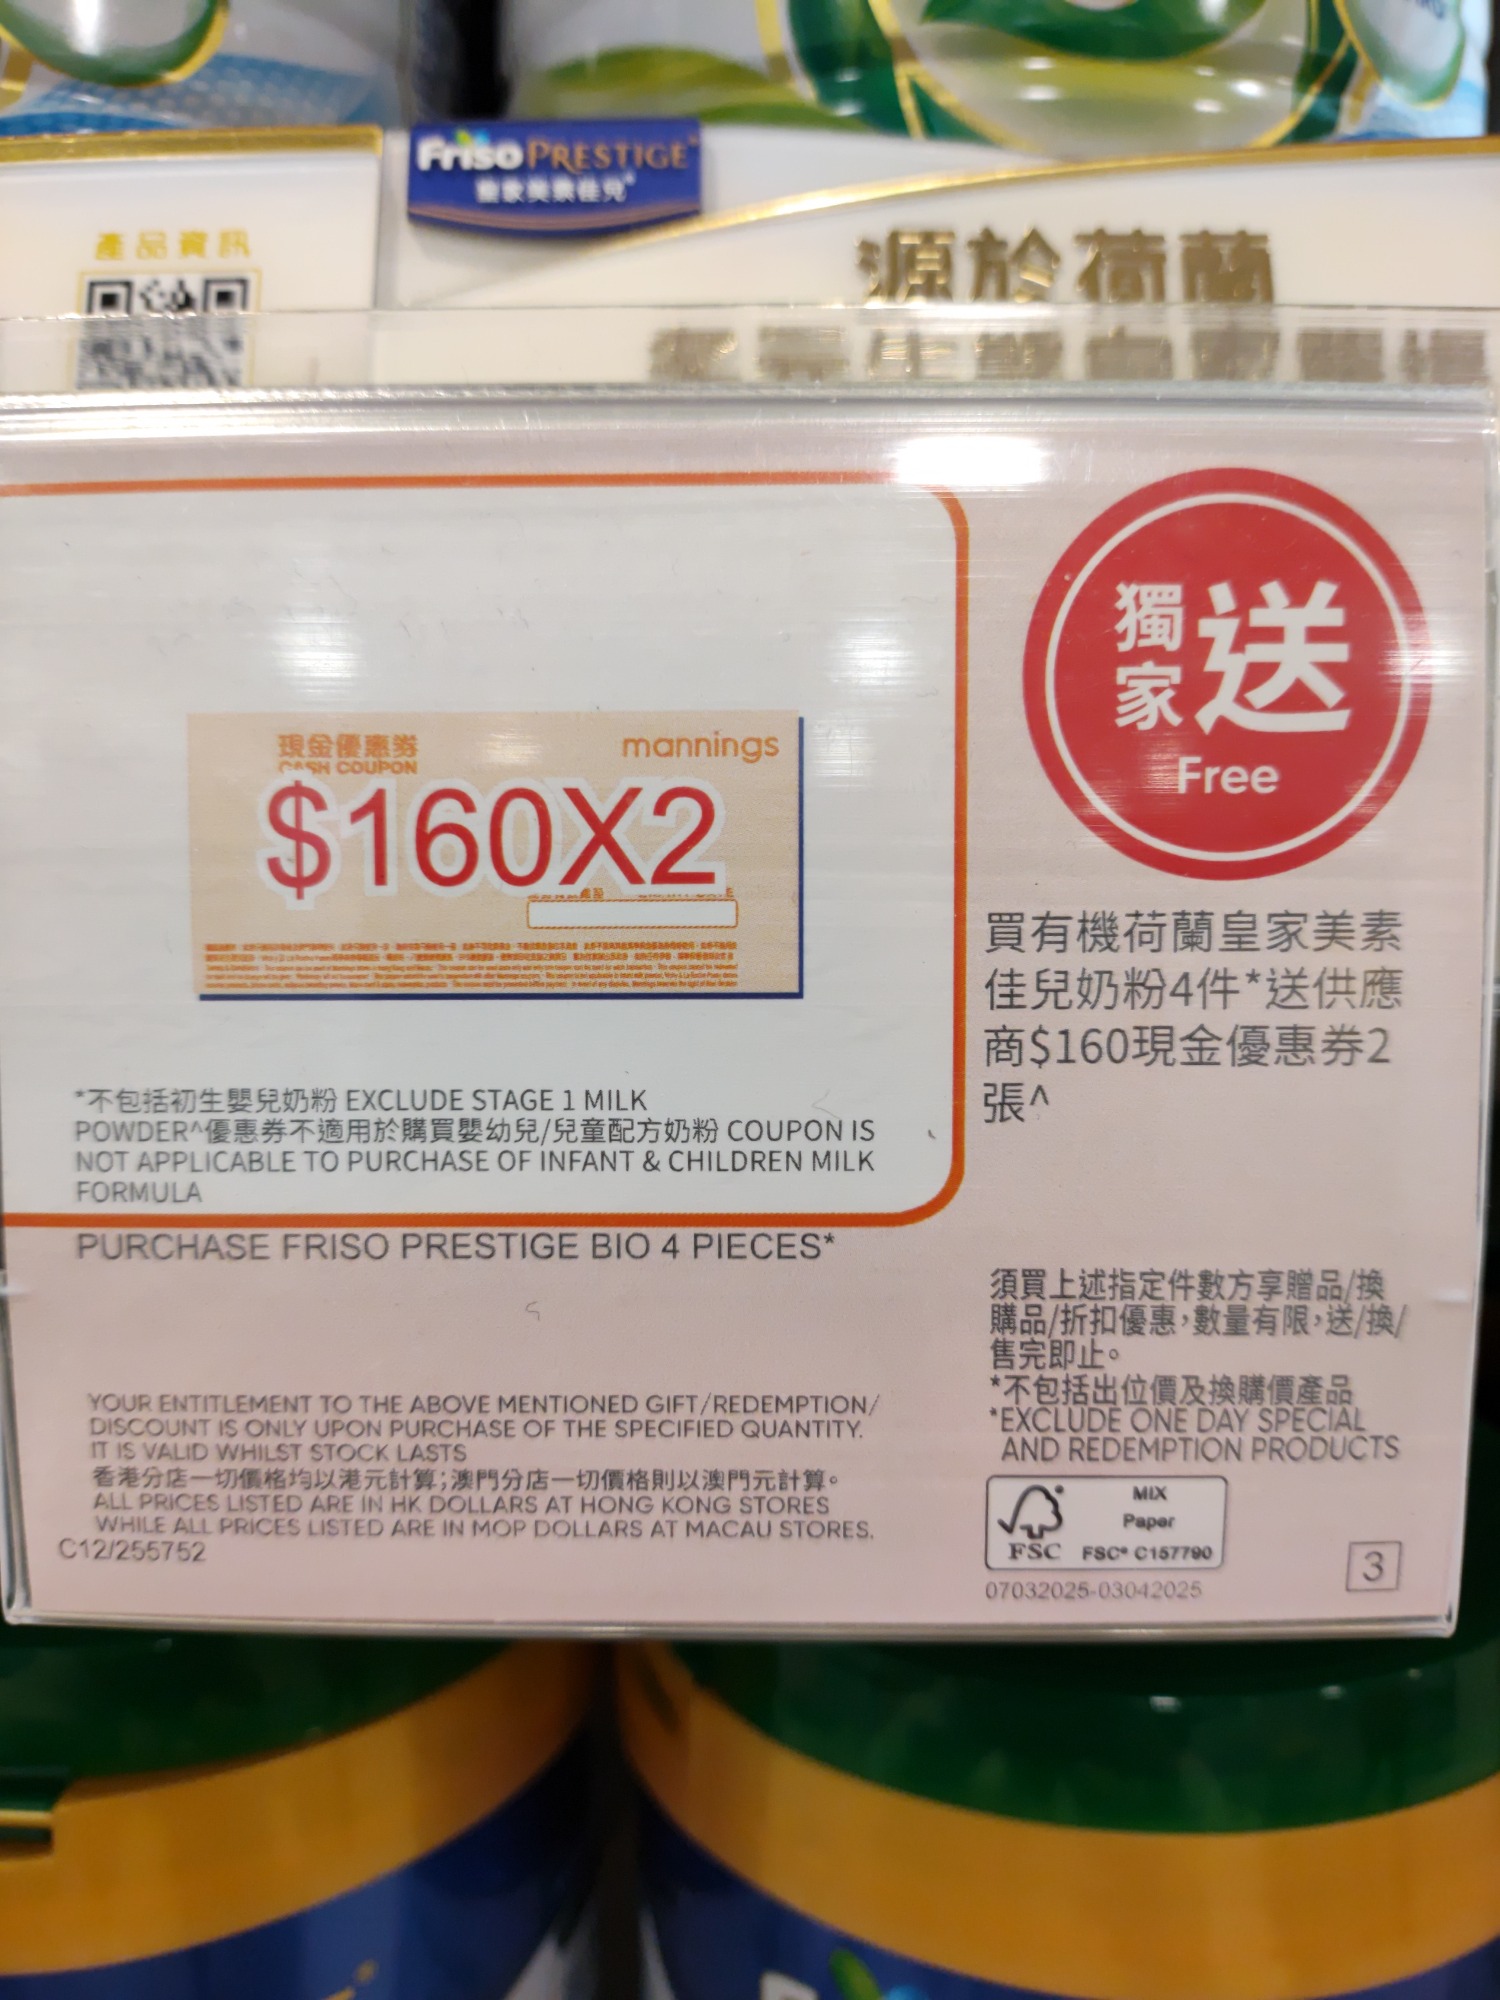 Friso PRESTIGE
皇家美素佳兒
產品資訊
源於荷蘭
現金優惠券
CASH COUPON
mannings
$160X2
獨家送
Free
買有機荷蘭皇家美素
佳兒奶粉4件*送供應
商$160現金優惠券2
張^
*不包括初生嬰兒奶粉 EXCLUDE STAGE 1 MILK
POWDER^優惠券不適用於購買嬰幼兒/兒童配方奶粉 COUPON IS
NOT APPLICABLE TO PURCHASE OF INFANT & CHILDREN MILK
FORMULA
PURCHASE FRISO PRESTIGE BIO 4 PIECES*
須買上述指定件數方享贈品/換
購品/折扣優惠,數量有限,送/換/
售完即止。
*不包括出位價及換購價產品
*EXCLUDE ONE DAY SPECIAL
AND REDEMPTION PRODUCTS
YOUR ENTITLEMENT TO THE ABOVE MENTIONED GIFT/REDEMPTION/
DISCOUNT IS ONLY UPON PURCHASE OF THE SPECIFIED QUANTITY.
IT IS VALID WHILST STOCK LASTS
香港分店一切價格均以港元計算;澳門分店一切價格則以澳門元計算。
ALL PRICES LISTED ARE IN HK DOLLARS AT HONG KONG STORES
WHILE ALL PRICES LISTED ARE IN MOP DOLLARS AT MACAU STORES.
C12/255752
MIX
Paper
FSC
FSC® C157790
07032025-03042025
3